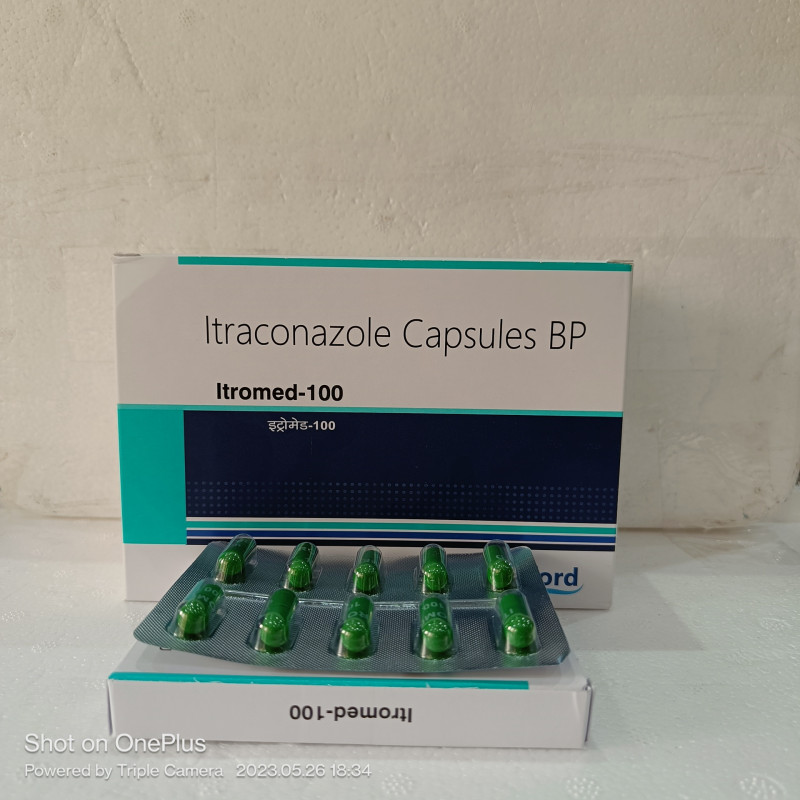 Itraconazole Capsules BP
Itromed-100
इट्रोमेड-100
Itromed-100
Shot on OnePlus
Powered by Triple Camera 2023.05.26 18:34